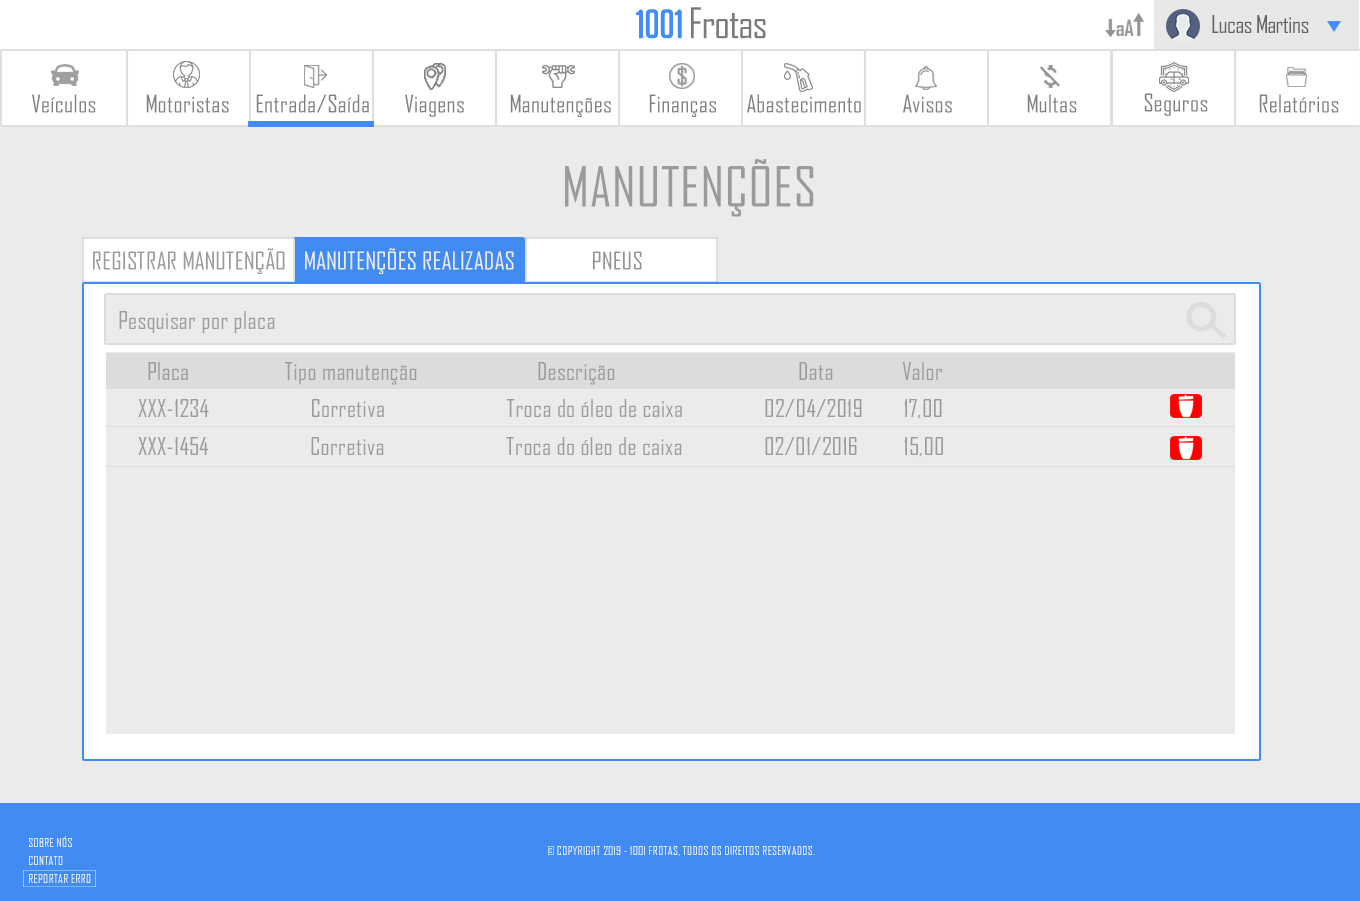 1001 Frotas
aA
Lucas Martins
Veículos
Motoristas
Entrada/Saída
Viagens
Manutenções
Finanças
Abastecimento
Avisos
Multas
Seguros
Relatórios
MANUTENÇÕES
REGISTRAR MANUTENÇÃO
MANUTENÇÕES REALIZADAS
PNEUS
Pesquisar por placa
Placa Tipo manutenção Descrição Data Valor
XXX-1234 Corretiva Troca do óleo de caixa 02/04/2019 17,00
XXX-1454 Corretiva Troca do óleo de caixa 02/01/2016 15,00
SOBRE NÓS
CONTATO
REPORTAR ERRO
© COPYRIGHT 2019 - 1001 FROTAS, TODOS OS DIREITOS RESERVADOS.